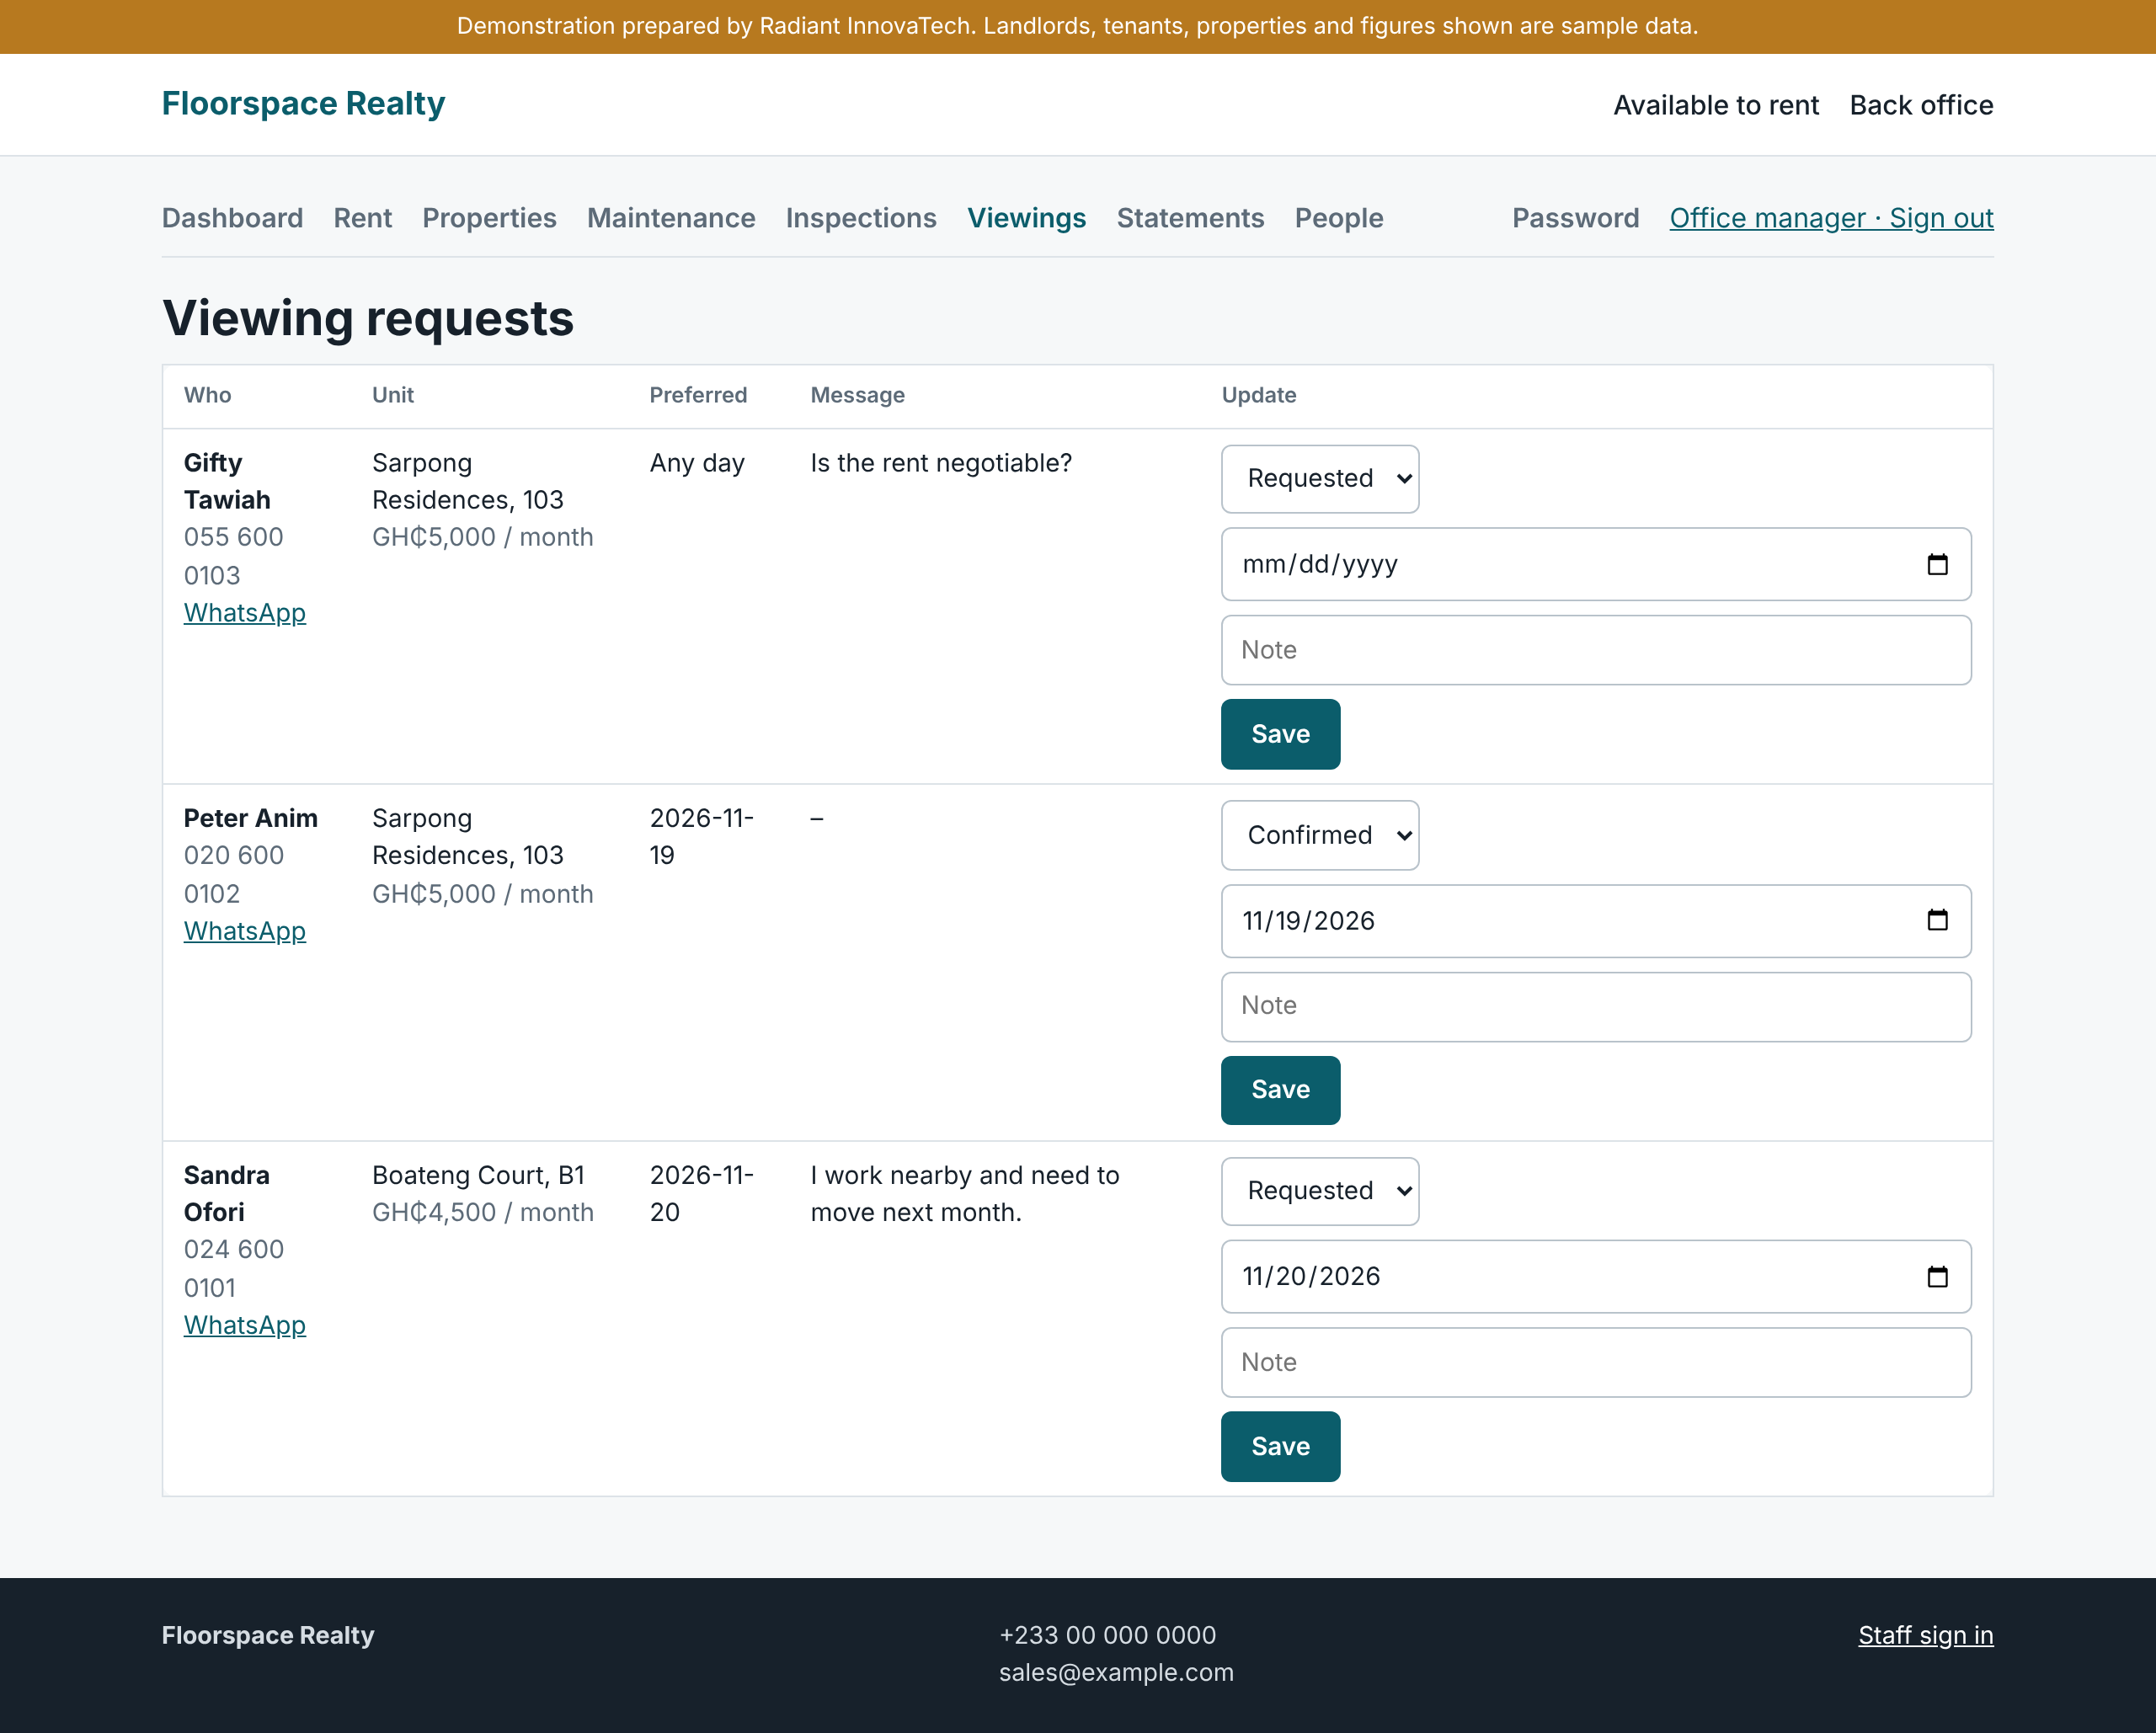 Demonstration prepared by Radiant InnovaTech. Landlords, tenants, properties and figures shown are sample data.
Floorspace Realty
Available to rent
Back office
Dashboard
Rent
Properties
Maintenance
Inspections
Viewings
Statements
People
Password
Office manager · Sign out
Viewing requests
Who
Unit
Preferred
Message
Update
Gifty
Tawiah
055 600
0103
WhatsApp
Sarpong
Residences, 103
GH₵5,000 / month
Any day
Is the rent negotiable?
Requested
mm/dd/yyyy
Note
Save
Peter Anim
020 600
0102
WhatsApp
Sarpong
Residences, 103
GH₵5,000 / month
2026-11-
19
–
Confirmed
11/19/2026
Note
Save
Sandra
Ofori
024 600
0101
WhatsApp
Boateng Court, B1
GH₵4,500 / month
2026-11-
20
I work nearby and need to
move next month.
Requested
11/20/2026
Note
Save
Floorspace Realty
+233 00 000 0000
sales@example.com
Staff sign in